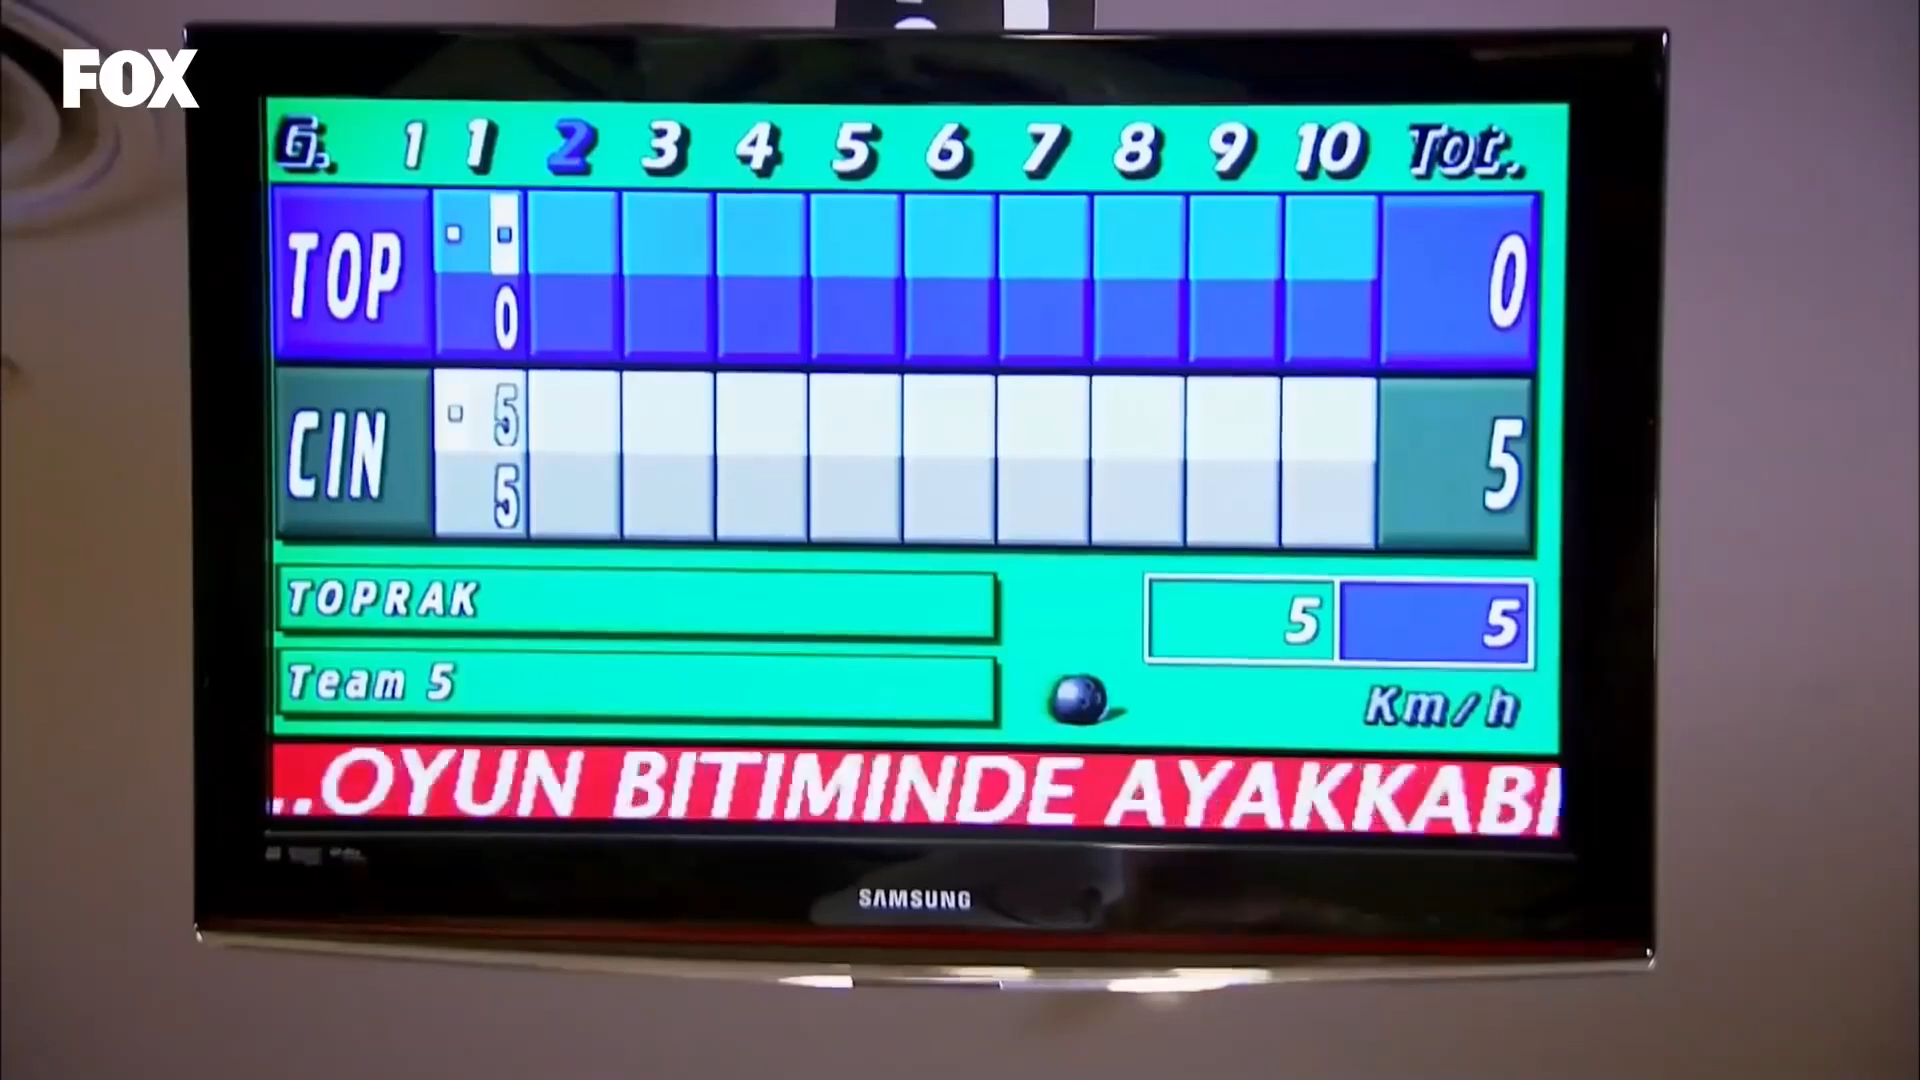 FOX
G. 1 1 2 3 4 5 6 7 8 9 10 Tot.
TOP - - 0 0
CIN - 5 5 5
TOPRAK
5 5
Team 5
Km/h
..OYUN BITIMINDE AYAKKABI
SAMSUNG